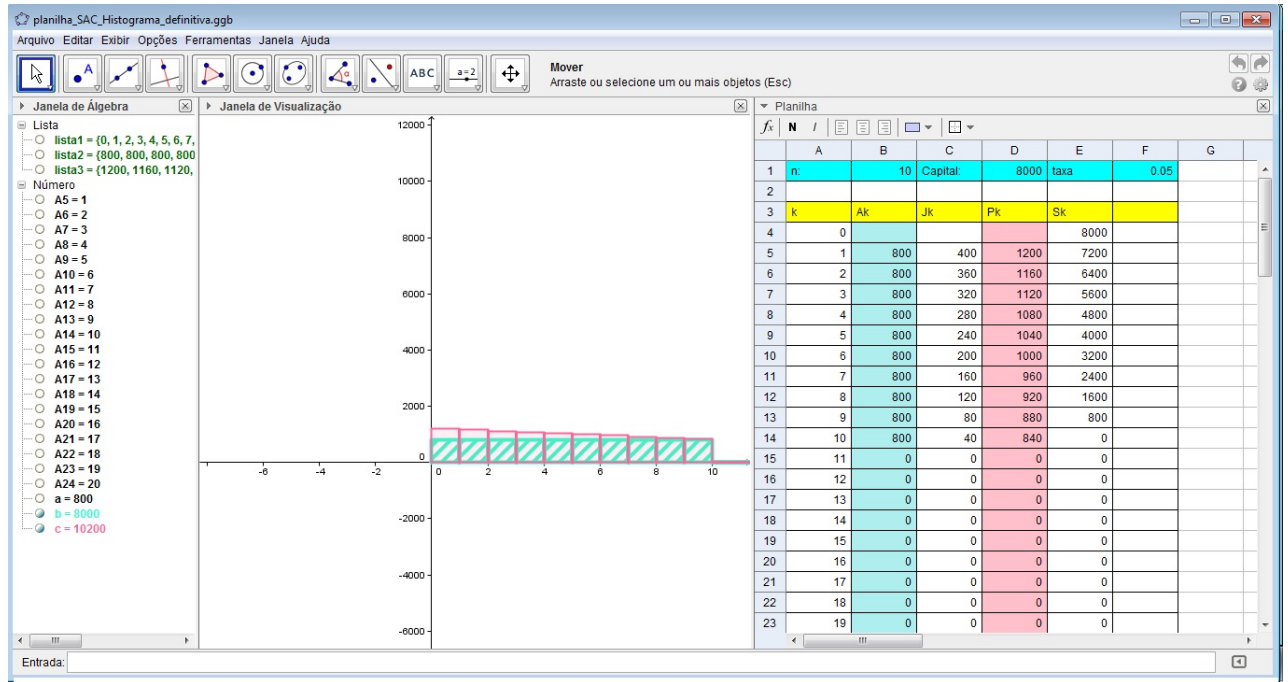 planilha_SAC_Histograma_definitiva.ggb
Arquivo Editar Exibir Opções Ferramentas Janela Ajuda
A
α
ABC
a=2
Mover
Arraste ou selecione um ou mais objetos (Esc)
Janela de Álgebra
Lista
lista1 = {0, 1, 2, 3, 4, 5, 6, 7,
lista2 = {800, 800, 800, 800
lista3 = {1200, 1160, 1120,
Número
A5 = 1
A6 = 2
A7 = 3
A8 = 4
A9 = 5
A10 = 6
A11 = 7
A12 = 8
A13 = 9
A14 = 10
A15 = 11
A16 = 12
A17 = 13
A18 = 14
A19 = 15
A20 = 16
A21 = 17
A22 = 18
A23 = 19
A24 = 20
a = 800
b = 8000
c = 10200
Janela de Visualização
12000
10000
8000
6000
4000
2000
0
-6 -4 -2 0 2 4 6 8 10
-2000
-4000
-6000
Planilha
fx N I
A B C D E F G
1 n: 10 Capital: 8000 taxa 0.05
2
3 k Ak Jk Pk Sk
4 0 8000
5 1 800 400 1200 7200
6 2 800 360 1160 6400
7 3 800 320 1120 5600
8 4 800 280 1080 4800
9 5 800 240 1040 4000
10 6 800 200 1000 3200
11 7 800 160 960 2400
12 8 800 120 920 1600
13 9 800 80 880 800
14 10 800 40 840 0
15 11 0 0 0 0
16 12 0 0 0 0
17 13 0 0 0 0
18 14 0 0 0 0
19 15 0 0 0 0
20 16 0 0 0 0
21 17 0 0 0 0
22 18 0 0 0 0
23 19 0 0 0 0
Entrada: